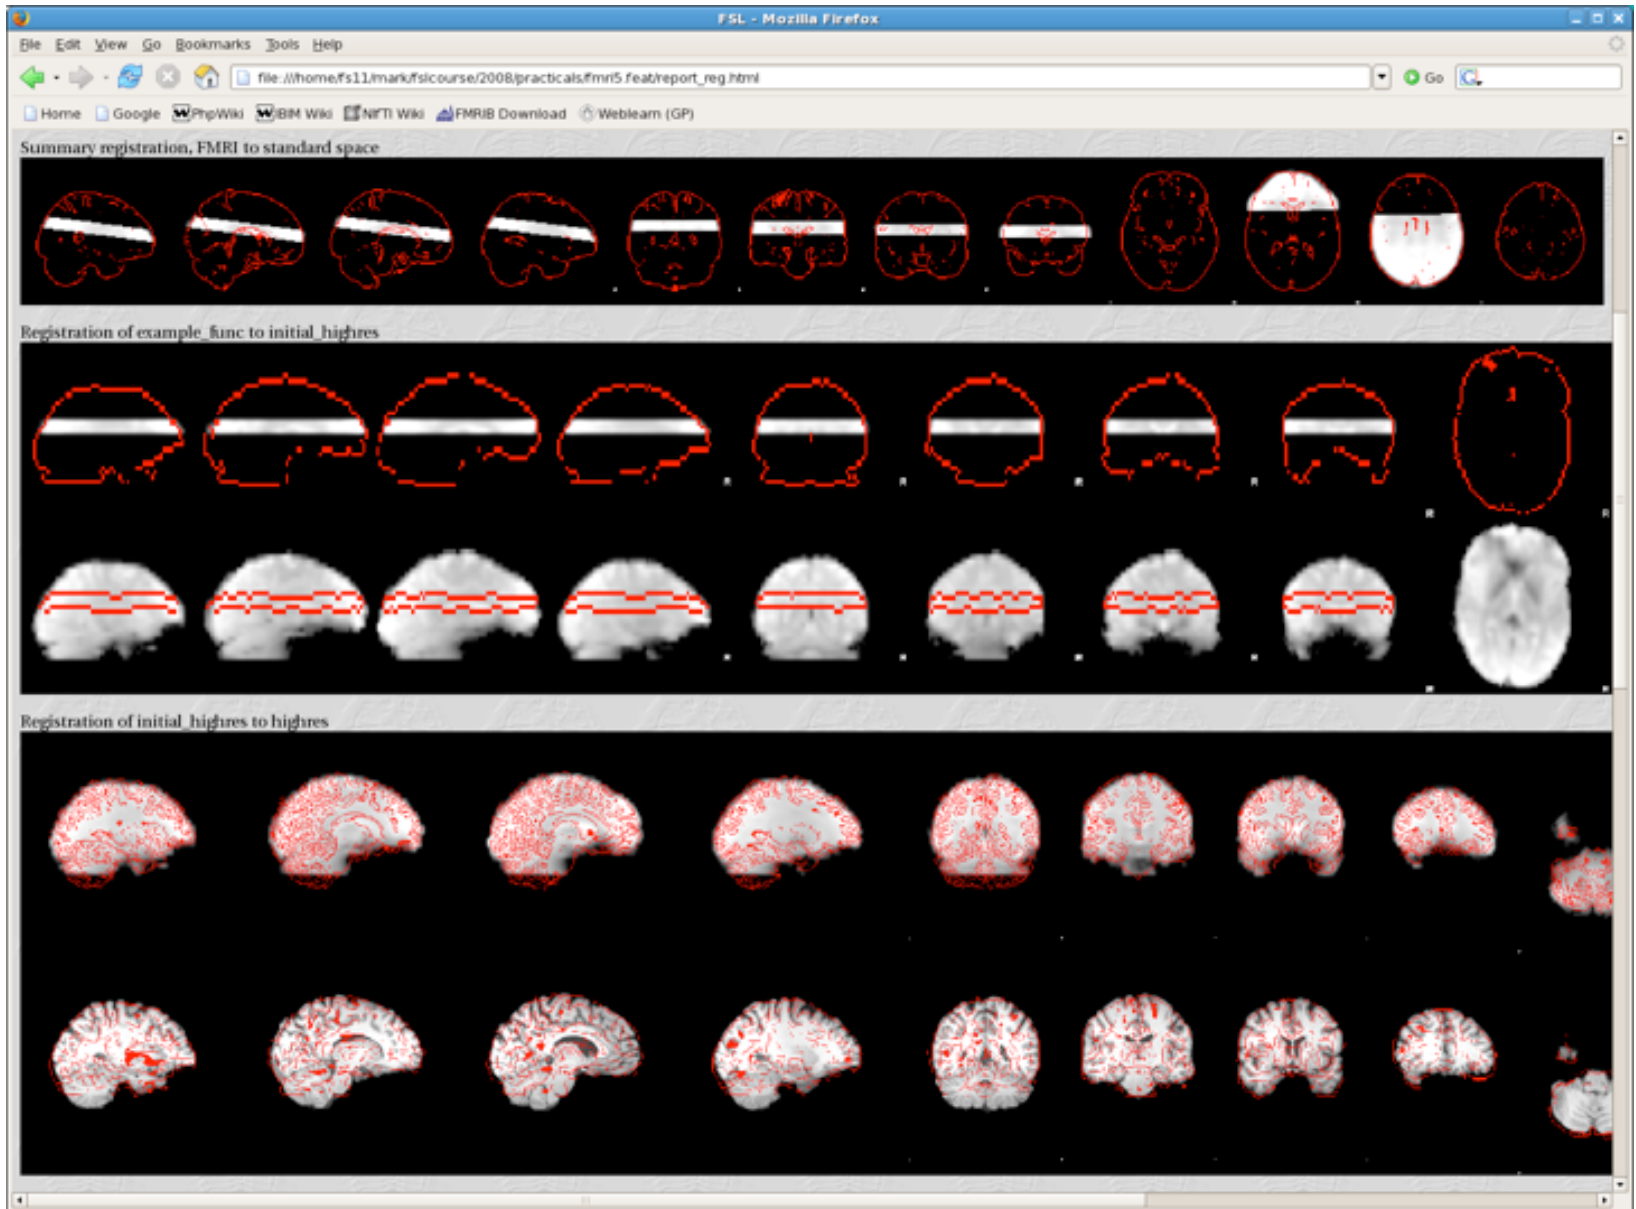 FSL - Mozilla Firefox
File Edit View Go Bookmarks Tools Help
file:///home/fs11/mark/fslcourse/2008/practicals/fmri5.feat/report_reg.html Go
Home Google PhpWiki IBIM Wiki NIfTI Wiki FMRIB Download Weblearn (GP)
Summary registration, FMRI to standard space
Registration of example_func to initial_highres
R R R R R R
R R R R R R
Registration of initial_highres to highres